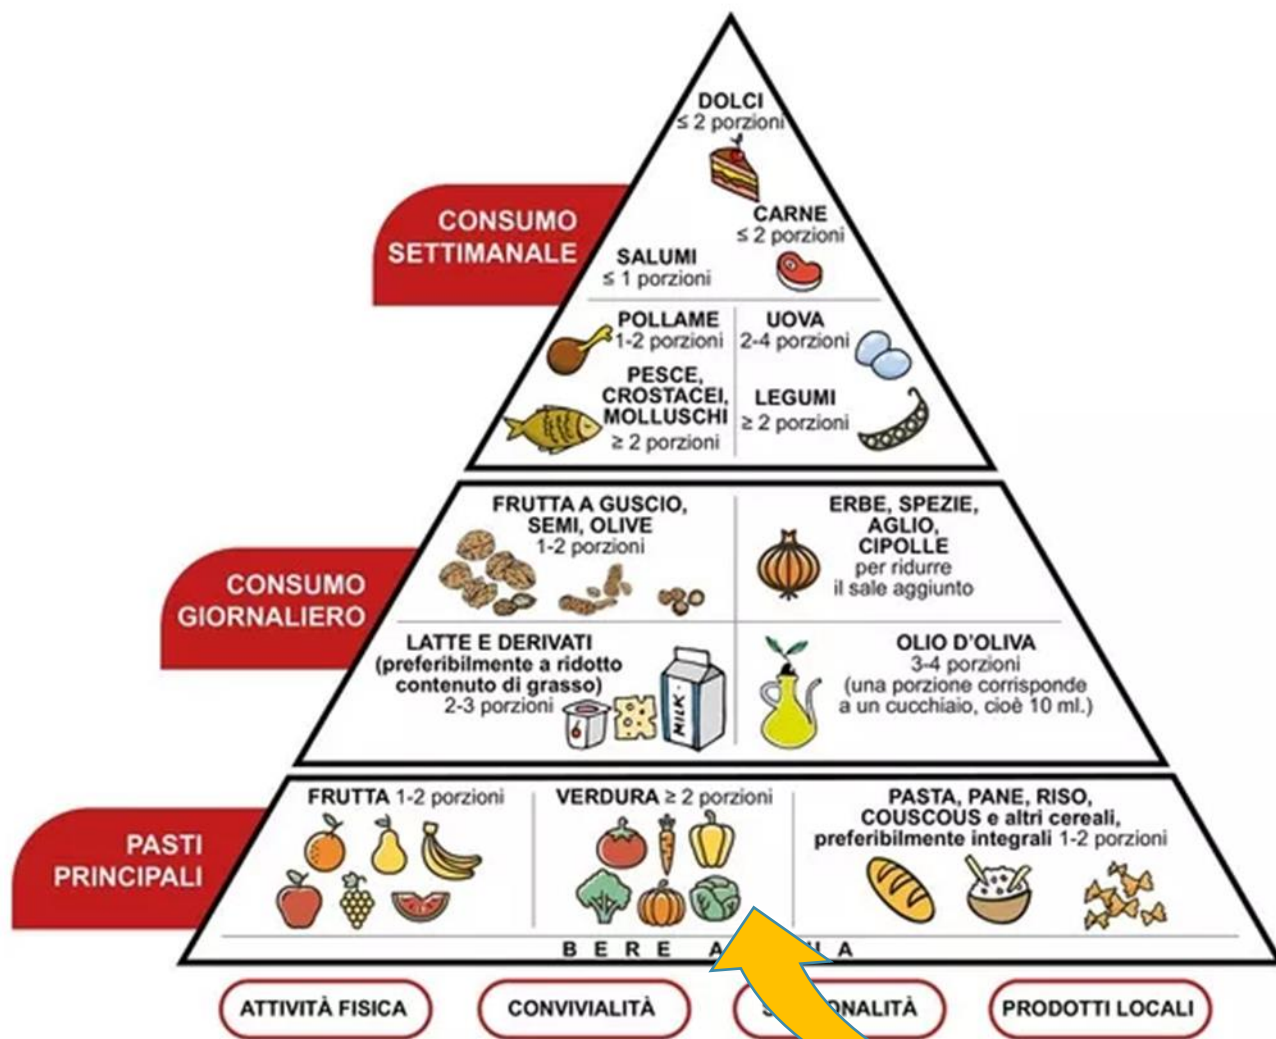 DOLCI
≤ 2 porzioni
CONSUMO
SETTIMANALE
CARNE
≤ 2 porzioni
SALUMI
≤ 1 porzioni
POLLAME
1-2 porzioni
UOVA
2-4 porzioni
PESCE,
CROSTACEI,
MOLLUSCHI
≥ 2 porzioni
LEGUMI
≥ 2 porzioni
CONSUMO
GIORNALIERO
FRUTTA A GUSCIO,
SEMI, OLIVE
1-2 porzioni
ERBE, SPEZIE,
AGLIO,
CIPOLLE
per ridurre
il sale aggiunto
LATTE E DERIVATI
(preferibilmente a ridotto
contenuto di grasso)
2-3 porzioni
MILK
OLIO D'OLIVA
3-4 porzioni
(una porzione corrisponde
a un cucchiaio, cioè 10 ml.)
PASTI
PRINCIPALI
FRUTTA 1-2 porzioni
VERDURA ≥ 2 porzioni
PASTA, PANE, RISO,
COUSCOUS e altri cereali,
preferibilmente integrali 1-2 porzioni
BERE
ATTIVITÀ FISICA
CONVIVIALITÀ
PRODOTTI LOCALI